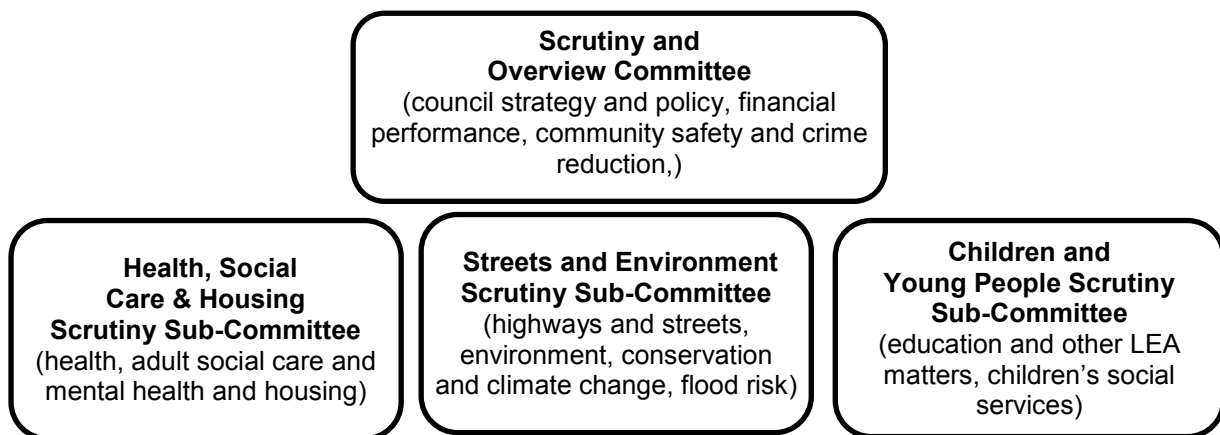 Scrutiny and
Overview Committee
(council strategy and policy, financial
performance, community safety and crime
reduction,)
Health, Social
Care & Housing
Scrutiny Sub-Committee
(health, adult social care and
mental health and housing)
Streets and Environment
Scrutiny Sub-Committee
(highways and streets,
environment, conservation
and climate change, flood risk)
Children and
Young People Scrutiny
Sub-Committee
(education and other LEA
matters, children’s social
services)